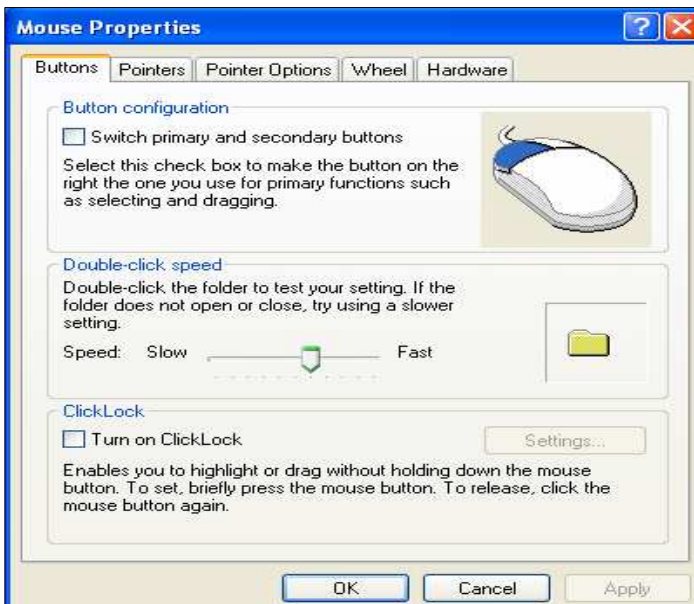 Mouse Properties
Buttons Pointers Pointer Options Wheel Hardware
Button configuration
Switch primary and secondary buttons
Select this check box to make the button on the
right the one you use for primary functions such
as selecting and dragging.
Double-click speed
Double-click the folder to test your setting. If the
folder does not open or close, try using a slower
setting.
Speed: Slow Fast
ClickLock
Turn on ClickLock Settings...
Enables you to highlight or drag without holding down the mouse
button. To set, briefly press the mouse button. To release, click the
mouse button again.
OK Cancel Apply